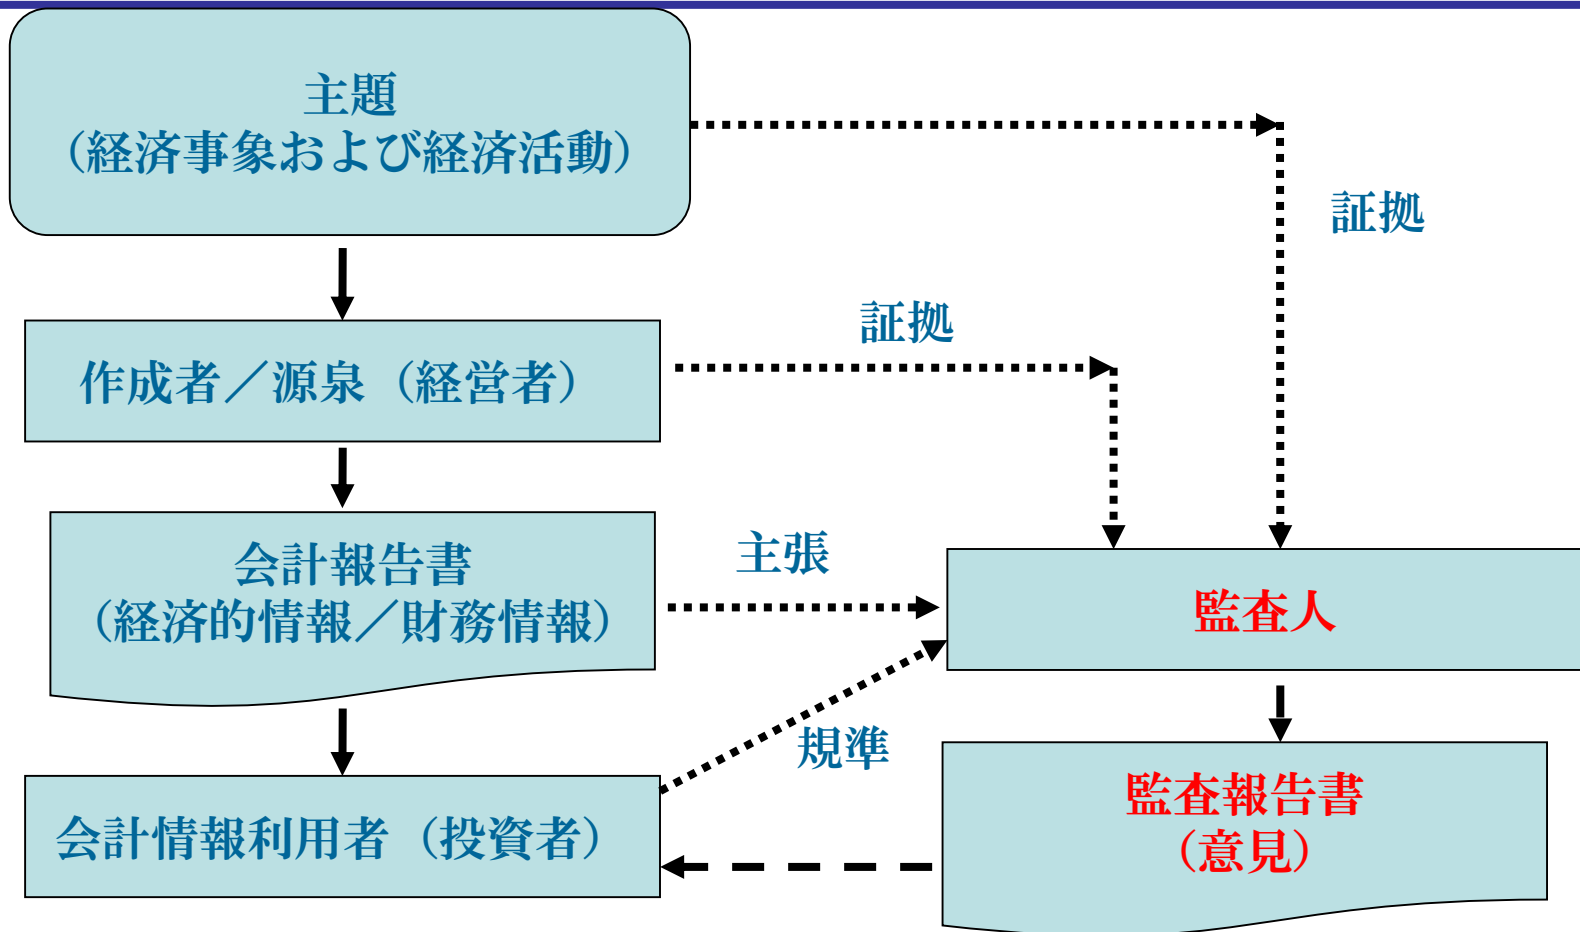 主題
（経済事象および経済活動）
証拠
証拠
作成者／源泉（経営者）
主張
会計報告書
（経済的情報／財務情報）
監査人
規準
会計情報利用者（投資者）
監査報告書
（意見）